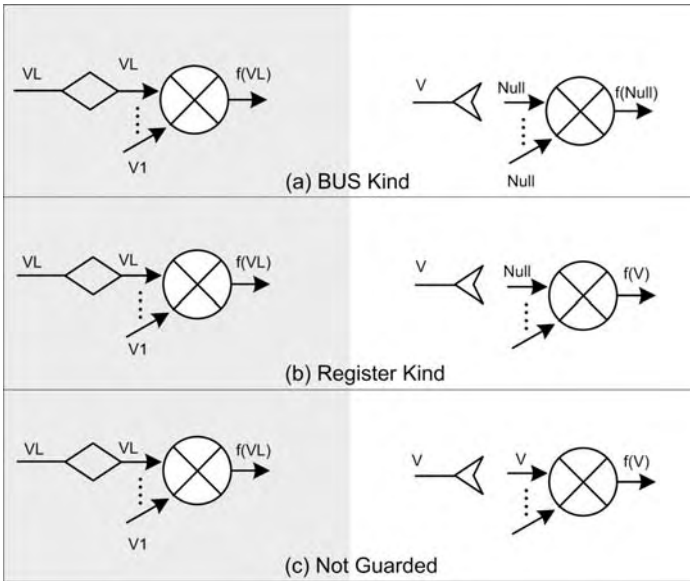 VL VL f(VL)
V1
V Null f(Null)
Null
(a) BUS Kind
VL VL f(VL)
V1
V Null f(V)
(b) Register Kind
VL VL f(VL)
V1
V V f(V)
(c) Not Guarded